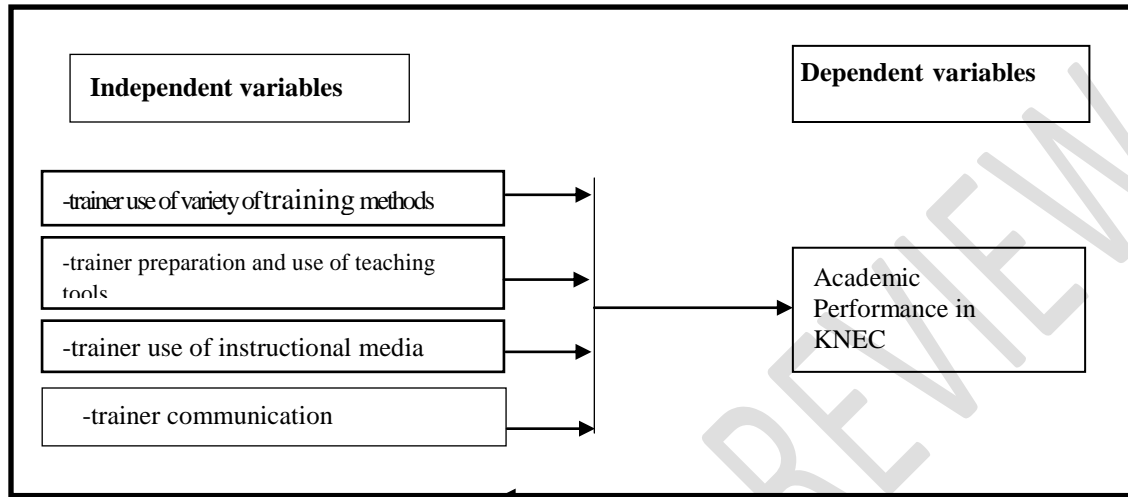 Independent variables
Dependent variables
-trainer use of variety of training methods
-trainer preparation and use of teaching
tools
-trainer use of instructional media
-trainer communication
Academic
Performance in
KNEC
REVIEW